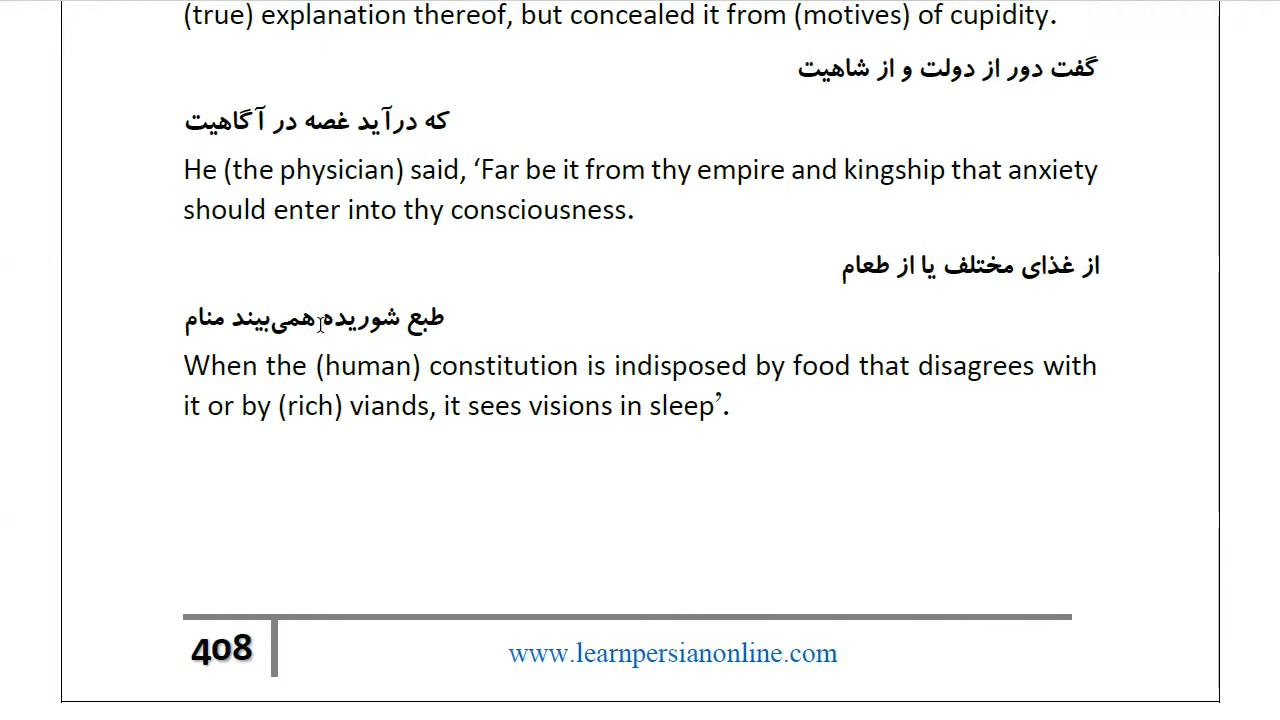 (true) explanation thereof, but concealed it from (motives) of cupidity.
گفت دور از دولت و از شاهیت
که درآید غصه در آگاهیت
He (the physician) said, ‘Far be it from thy empire and kingship that anxiety
should enter into thy consciousness.
از غذای مختلف یا از طعام
طبع شوریده همی‌بیند منام
When the (human) constitution is indisposed by food that disagrees with
it or by (rich) viands, it sees visions in sleep’.
408
www.learnpersianonline.com